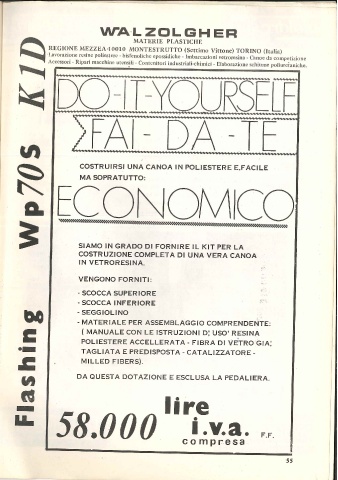 WALZOLGHER
MATERIE PLASTICHE
REGIONE MEZZEA-10010 MONTESTRUTTO (Settimo Vittone) TORINO (Italia)
Lavorazione resine poliestere - bisfenoliche epossidiche - Imbarcazioni vetroresina - Canoe da competizione
Accessori - Ripari macchine utensili - Contenitori industriali-chimici - Elaborazione schiume poliuretaniche.
DO-IT-YOURSELF
FAI-DA-TE
COSTRUIRSI UNA CANOA IN POLIESTERE E, FACILE
MA SOPRATUTTO:
ECONOMICO
SIAMO IN GRADO DI FORNIRE IL KIT PER LA
COSTRUZIONE COMPLETA DI UNA VERA CANOA
IN VETRORESINA.
VENGONO FORNITI:
- SCOCCA SUPERIORE
- SCOCCA INFERIORE
- SEGGIOLINO
- MATERIALE PER ASSEMBLAGGIO COMPRENDENTE:
( MANUALE CON LE ISTRUZIONI D, USO' RESINA
POLIESTERE ACCELLERATA - FIBRA DI VETRO GIA,
TAGLIATA E PREDISPOSTA - CATALIZZATORE -
MILLED FIBERS).
DA QUESTA DOTAZIONE E ESCLUSA LA PEDALIERA.
58.000 lire
i.v.a.
compresa F.F.
Flashing Wp70S K1D
55